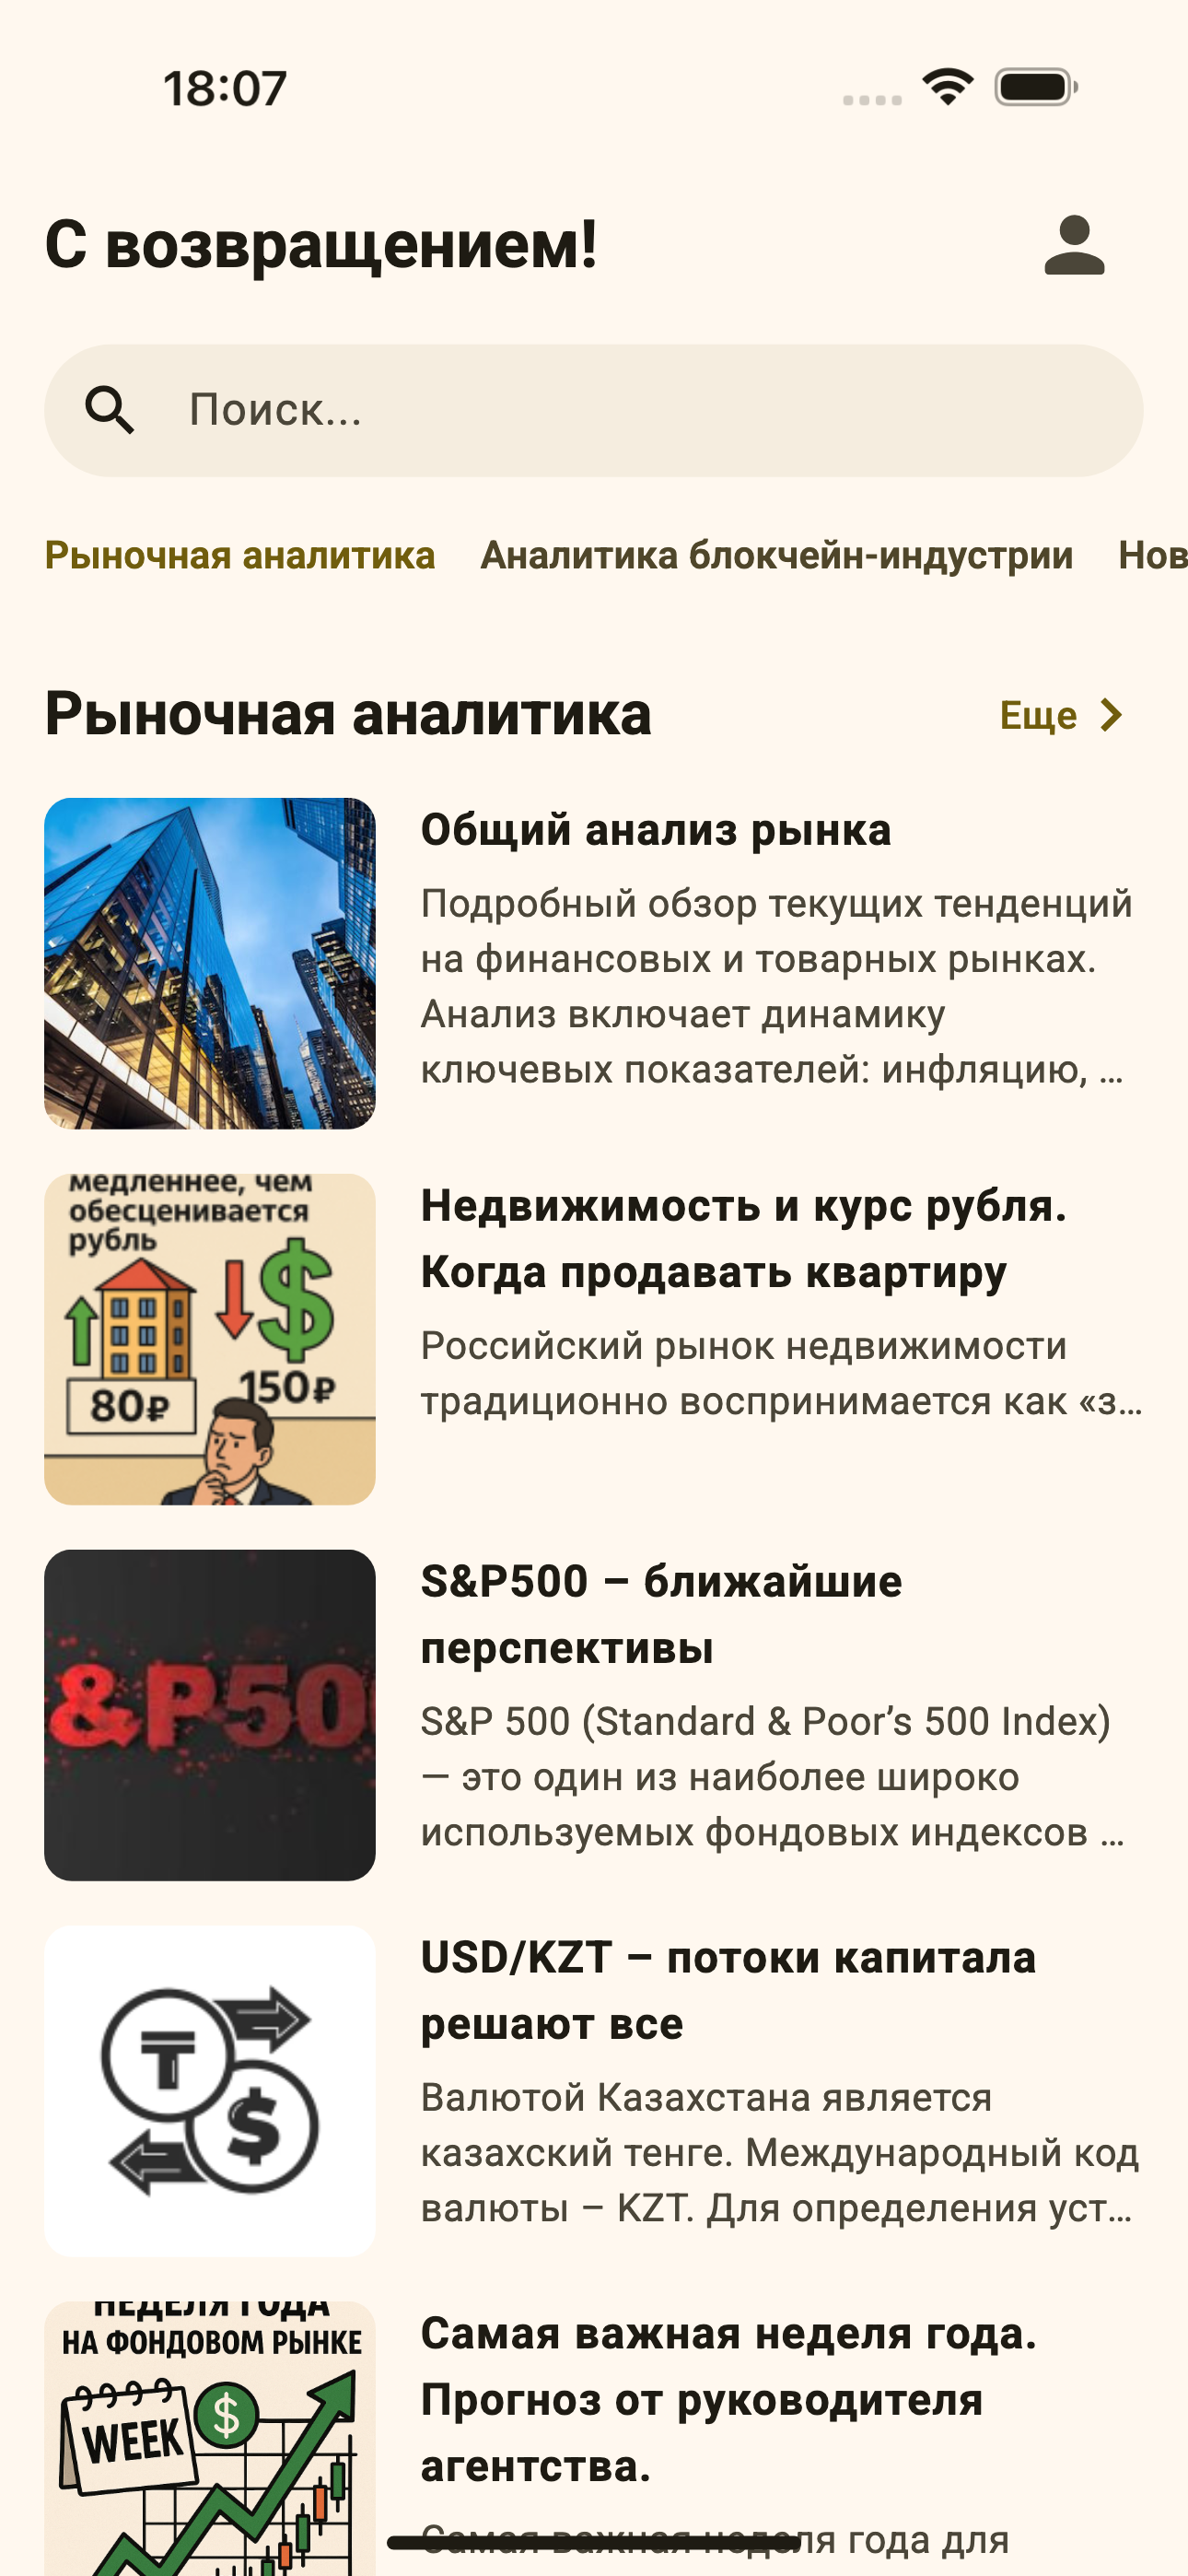 18:07
С возвращением!
Поиск...
Рыночная аналитика Аналитика блокчейн-индустрии Нов
Рыночная аналитика Еще
Общий анализ рынка
Подробный обзор текущих тенденций
на финансовых и товарных рынках.
Анализ включает динамику
ключевых показателей: инфляцию, ...
медленнее, чем
обесценивается
рубль
$
80₽
150₽
Недвижимость и курс рубля.
Когда продавать квартиру
Российский рынок недвижимости
традиционно воспринимается как «з...
&P50
S&P500 – ближайшие
перспективы
S&P 500 (Standard & Poor’s 500 Index)
— это один из наиболее широко
используемых фондовых индексов ...
₸
$
USD/KZT – потоки капитала
решают все
Валютой Казахстана является
казахский тенге. Международный код
валюты – KZT. Для определения уст...
НЕДЕЛЯ ГОДА
НА ФОНДОВОМ РЫНКЕ
WEEK
$
Самая важная неделя года.
Прогноз от руководителя
агентства.
Самая важная неделя года для